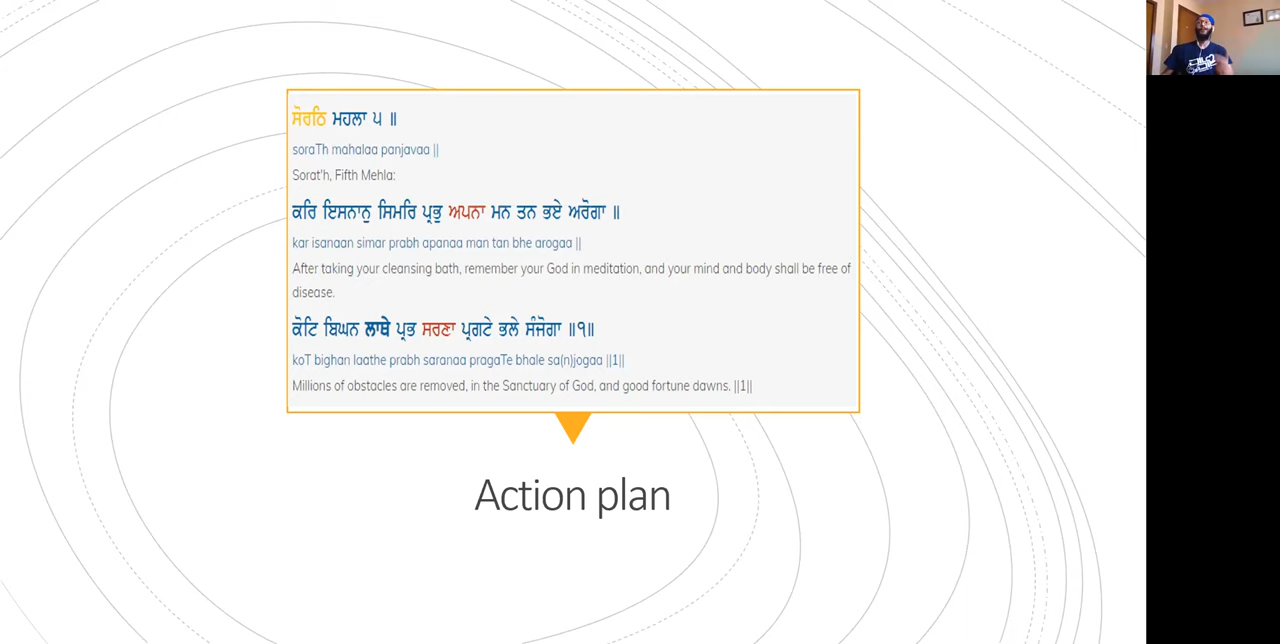 ਸੋਰਠਿ ਮਹਲਾ ੫ ॥
soraTh mahalaa panjavaa ||
Sorat'h, Fifth Mehla:
ਕਰਿ ਇਸਨਾਨੁ ਸਿਮਰਿ ਪ੍ਰਭੁ ਅਪਨਾ ਮਨ ਤਨ ਭਏ ਅਰੋਗਾ ॥
kar isanaan simar prabh apanaa man tan bhe arogaa ||
After taking your cleansing bath, remember your God in meditation, and your mind and body shall be free of
disease.
ਕੋਟਿ ਬਿਘਨ ਲਾਥੇ ਪ੍ਰਭ ਸਰਣਾ ਪ੍ਰਗਟੇ ਭਲੇ ਸੰਜੋਗਾ ॥੧॥
koT bighan laathe prabh saranaa pragaTe bhale sa(n)jogaa ||1||
Millions of obstacles are removed, in the Sanctuary of God, and good fortune dawns. ||1||
Action plan